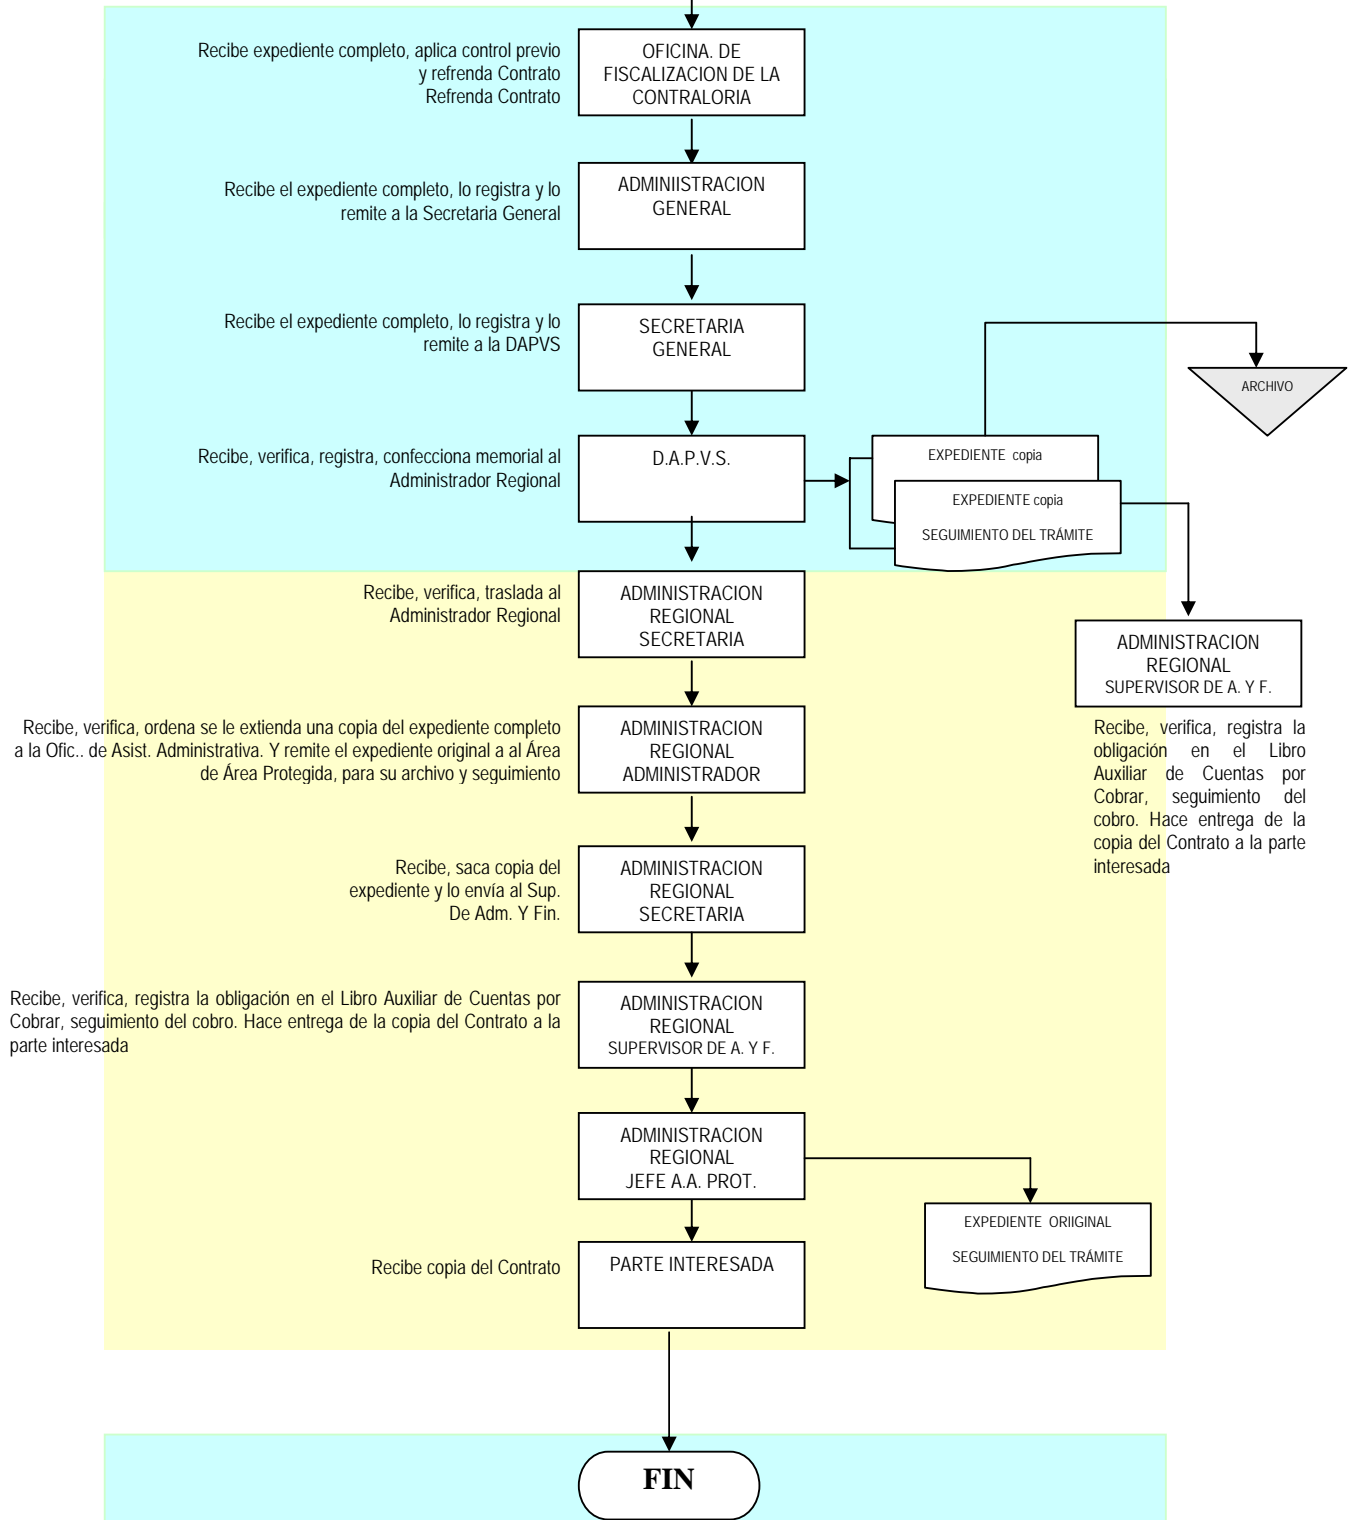 Recibe expediente completo, aplica control previo
y refrenda Contrato
Refrenda Contrato
OFICINA. DE
FISCALIZACION DE LA
CONTRALORIA
Recibe el expediente completo, lo registra y lo
remite a la Secretaria General
ADMINIISTRACION
GENERAL
Recibe el expediente completo, lo registra y lo
remite a la DAPVS
SECRETARIA
GENERAL
ARCHIVO
Recibe, verifica, registra, confecciona memorial al
Administrador Regional
D.A.P.V.S.
EXPEDIENTE copia
EXPEDIENTE copia
SEGUIMIENTO DEL TRÁMITE
Recibe, verifica, traslada al
Administrador Regional
ADMINISTRACION
REGIONAL
SECRETARIA
ADMINISTRACION
REGIONAL
SUPERVISOR DE A. Y F.
Recibe, verifica, registra la
obligación en el Libro
Auxiliar de Cuentas por
Cobrar, seguimiento del
cobro. Hace entrega de la
copia del Contrato a la parte
interesada
Recibe, verifica, ordena se le extienda una copia del expediente completo
a la Ofic.. de Asist. Administrativa. Y remite el expediente original a al Área
de Área Protegida, para su archivo y seguimiento
ADMINISTRACION
REGIONAL
ADMINISTRADOR
Recibe, saca copia del
expediente y lo envía al Sup.
De Adm. Y Fin.
ADMINISTRACION
REGIONAL
SECRETARIA
Recibe, verifica, registra la obligación en el Libro Auxiliar de Cuentas por
Cobrar, seguimiento del cobro. Hace entrega de la copia del Contrato a la
parte interesada
ADMINISTRACION
REGIONAL
SUPERVISOR DE A. Y F.
ADMINISTRACION
REGIONAL
JEFE A.A. PROT.
EXPEDIENTE ORIIGINAL
SEGUIMIENTO DEL TRÁMITE
Recibe copia del Contrato
PARTE INTERESADA
FIN